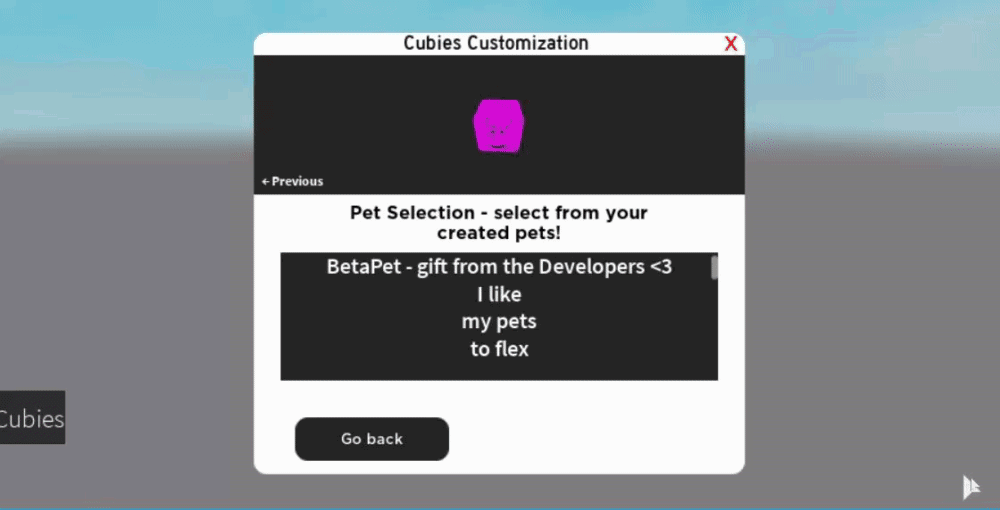 Cubies Customization
X
← Previous
Pet Selection - select from your
created pets!
BetaPet - gift from the Developers <3
I like
my pets
to flex
Cubies
Go back